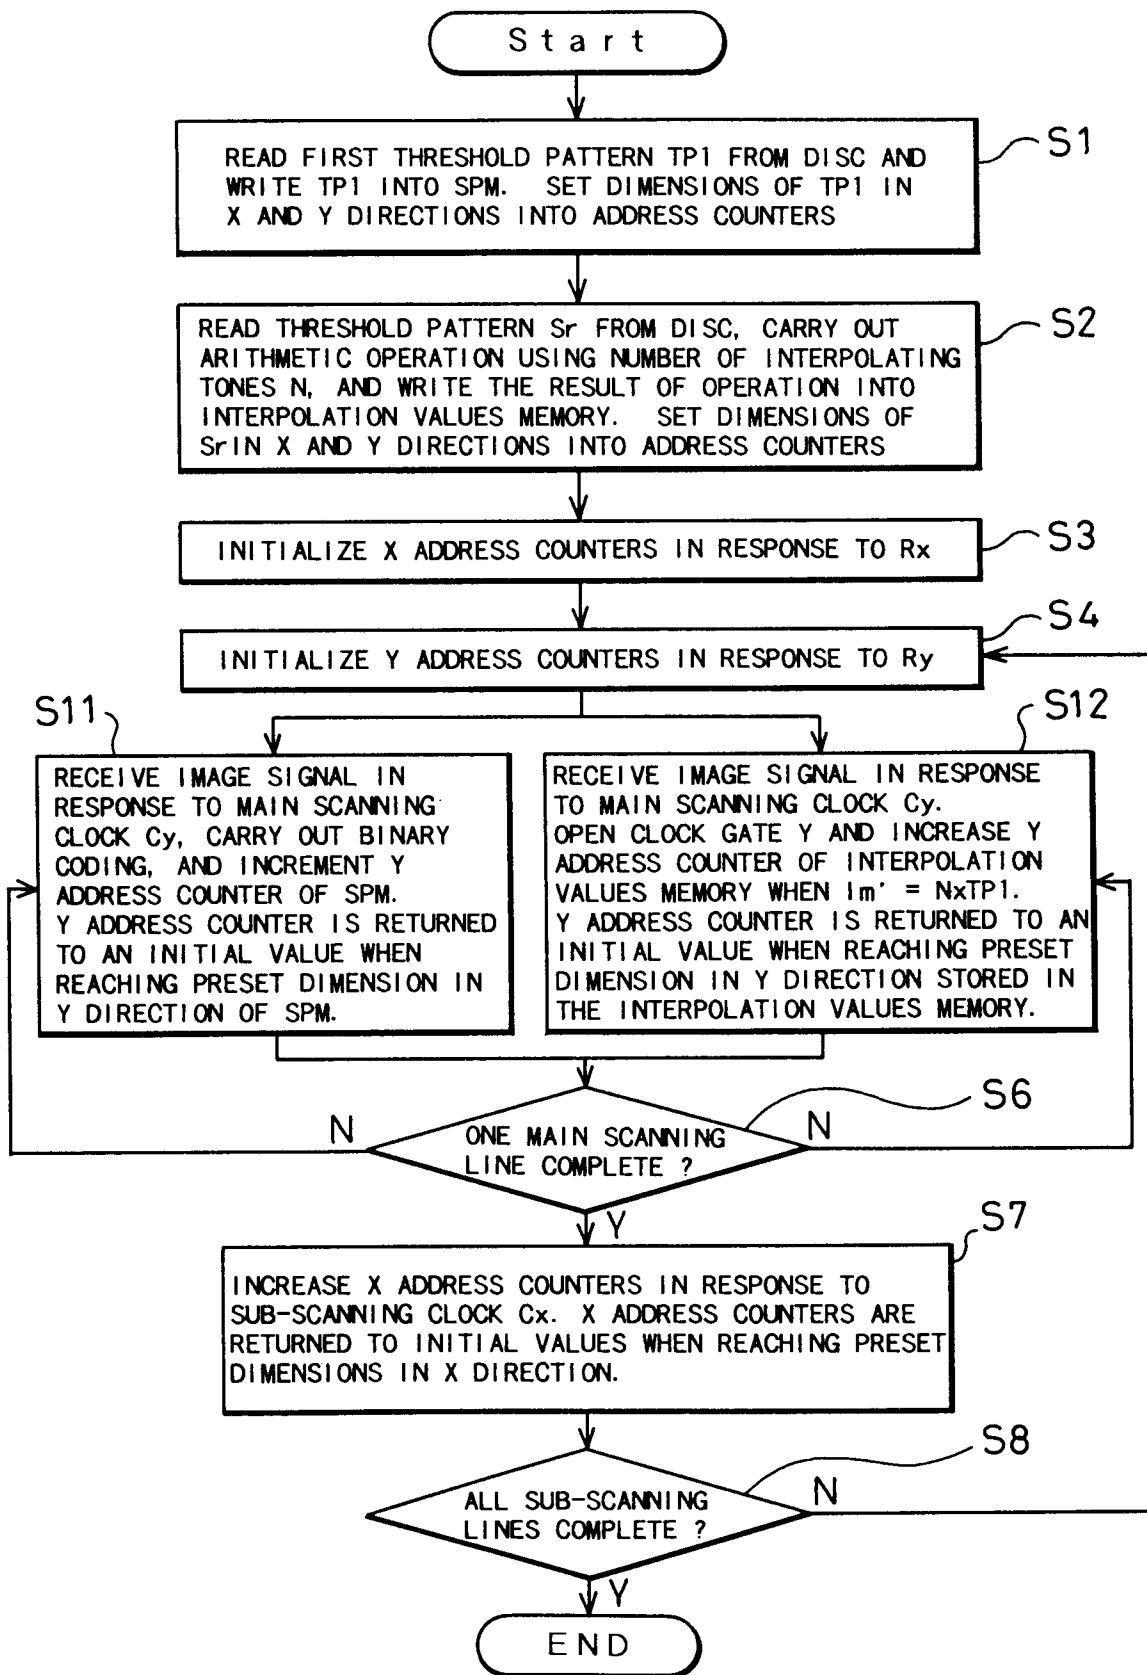 Start
S1
READ FIRST THRESHOLD PATTERN TP1 FROM DISC AND
WRITE TP1 INTO SPM. SET DIMENSIONS OF TP1 IN
X AND Y DIRECTIONS INTO ADDRESS COUNTERS
S2
READ THRESHOLD PATTERN Sr FROM DISC, CARRY OUT
ARITHMETIC OPERATION USING NUMBER OF INTERPOLATING
TONES N, AND WRITE THE RESULT OF OPERATION INTO
INTERPOLATION VALUES MEMORY. SET DIMENSIONS OF
SrIN X AND Y DIRECTIONS INTO ADDRESS COUNTERS
S3
INITIALIZE X ADDRESS COUNTERS IN RESPONSE TO Rx
S4
INITIALIZE Y ADDRESS COUNTERS IN RESPONSE TO Ry
S11
RECEIVE IMAGE SIGNAL IN
RESPONSE TO MAIN SCANNING
CLOCK Cy, CARRY OUT BINARY
CODING, AND INCREMENT Y
ADDRESS COUNTER OF SPM.
Y ADDRESS COUNTER IS RETURNED
TO AN INITIAL VALUE WHEN
REACHING PRESET DIMENSION IN
Y DIRECTION OF SPM.
S12
RECEIVE IMAGE SIGNAL IN RESPONSE
TO MAIN SCANNING CLOCK Cy.
OPEN CLOCK GATE Y AND INCREASE Y
ADDRESS COUNTER OF INTERPOLATION
VALUES MEMORY WHEN Im' = NxTP1.
Y ADDRESS COUNTER IS RETURNED TO AN
INITIAL VALUE WHEN REACHING PRESET
DIMENSION IN Y DIRECTION STORED IN
THE INTERPOLATION VALUES MEMORY.
S6
N
ONE MAIN SCANNING
LINE COMPLETE ?
N
Y
S7
INCREASE X ADDRESS COUNTERS IN RESPONSE TO
SUB-SCANNING CLOCK Cx. X ADDRESS COUNTERS ARE
RETURNED TO INITIAL VALUES WHEN REACHING PRESET
DIMENSIONS IN X DIRECTION.
S8
ALL SUB-SCANNING
LINES COMPLETE ?
N
Y
END